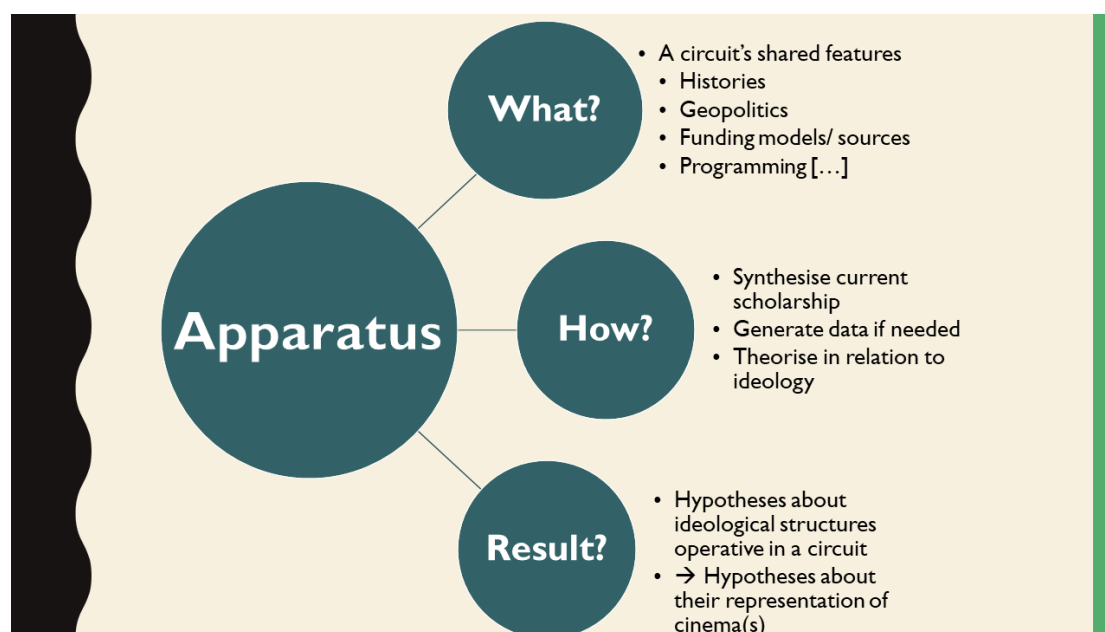 What?
• A circuit's shared features
• Histories
• Geopolitics
• Funding models/ sources
• Programming […]
Apparatus
How?
• Synthesise current
scholarship
• Generate data if needed
• Theorise in relation to
ideology
Result?
• Hypotheses about
ideological structures
operative in a circuit
• → Hypotheses about
their representation of
cinema(s)